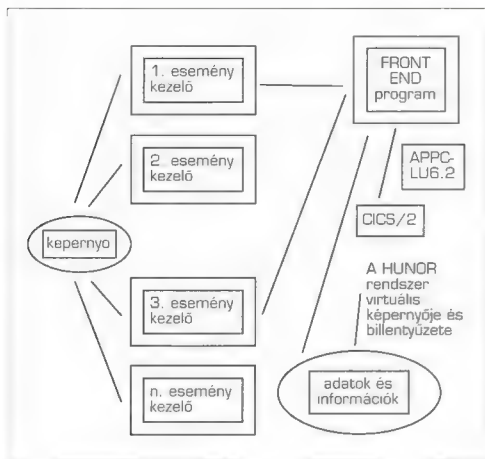 1. esemény
kezelő
2. esemény
kezelő
kepernyo
3. esemény
kezelő
n. esemény
kezelő
FRONT
END
program
APPC-
LU6.2
CICS/2
A HUNOR
rendszer
virtuális
képernyője és
billentyűzete
adatok és
információk